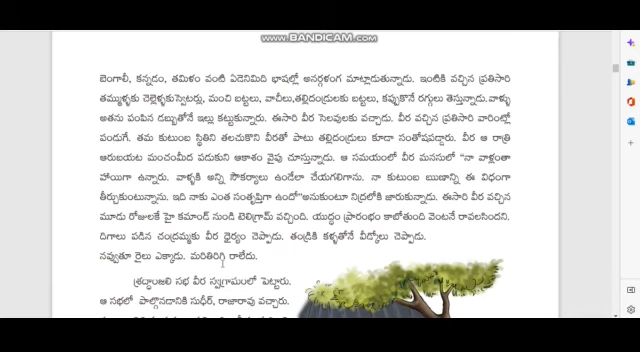 WWW.BANDICAM.COM
బెంగాలీ, కన్నడం, తమిళం వంటి ఏడెనిమిది భాషల్లో అనర్గళంగ మాట్లాడుతున్నాడు. ఇంటికి వచ్చిన ప్రతిసారి
తమ్ముళ్ళకు చెల్లెళ్ళకుస్వెటర్లు, మంచి బట్టలు, వాచీలు,తల్లిదండ్రులకు బట్టలు, కప్పుకొనే రగ్గులు తెస్తున్నాడు.వాళ్ళు
అతను పంపిన డబ్బుతోనే ఇల్లు కట్టుకున్నారు. ఈసారి వీర సెలవులకు వచ్చాడు. వీర వచ్చిన ప్రతిసారి వారింట్లో
పండుగే. తమ కుటుంబ స్థితిని తలచుకొని వీరతో పాటు తల్లిదండ్రులు కూడా సంతోషపడ్డారు. వీర ఆ రాత్రి
ఆరుబయట మంచంమీద పడుకుని ఆకాశం వైపు చూస్తున్నాడు. ఆ సమయంలో వీర మనసులో “నా వాళ్లంతా
హాయిగా ఉన్నారు. వాళ్ళకి అన్ని సౌకర్యాలు ఉండేలా చేయగలిగాను. నా కుటుంబ ఋణాన్ని ఈ విధంగా
తీర్చుకుంటున్నాను. ఇది నాకు ఎంత సంతృప్తిగా ఉందో”అనుకుంటూ నిద్రలోకి జారుకున్నాడు. ఈసారి వీర వచ్చిన
మూడు రోజులకే హై కమాండ్ నుండి టెలిగ్రామ్ వచ్చింది. యుద్ధం ప్రారంభం కాబోతుంది వెంటనే రావలసిందని.
దిగాలు పడిన చంద్రమ్మకు వీర ధైర్యం చెప్పాడు. తండ్రికి కళ్ళతోనే వీడ్కోలు చెప్పాడు.
నవ్వుతూ రైలు ఎక్కాడు. మరితిరిగ్గి రాలేదు.
శ్రద్ధాంజలి సభ వీర స్వగ్రామంలో పెట్టారు.
ఆ సభలో పాల్గొనడానికి సుధీర్, రాజారావు వచ్చారు.